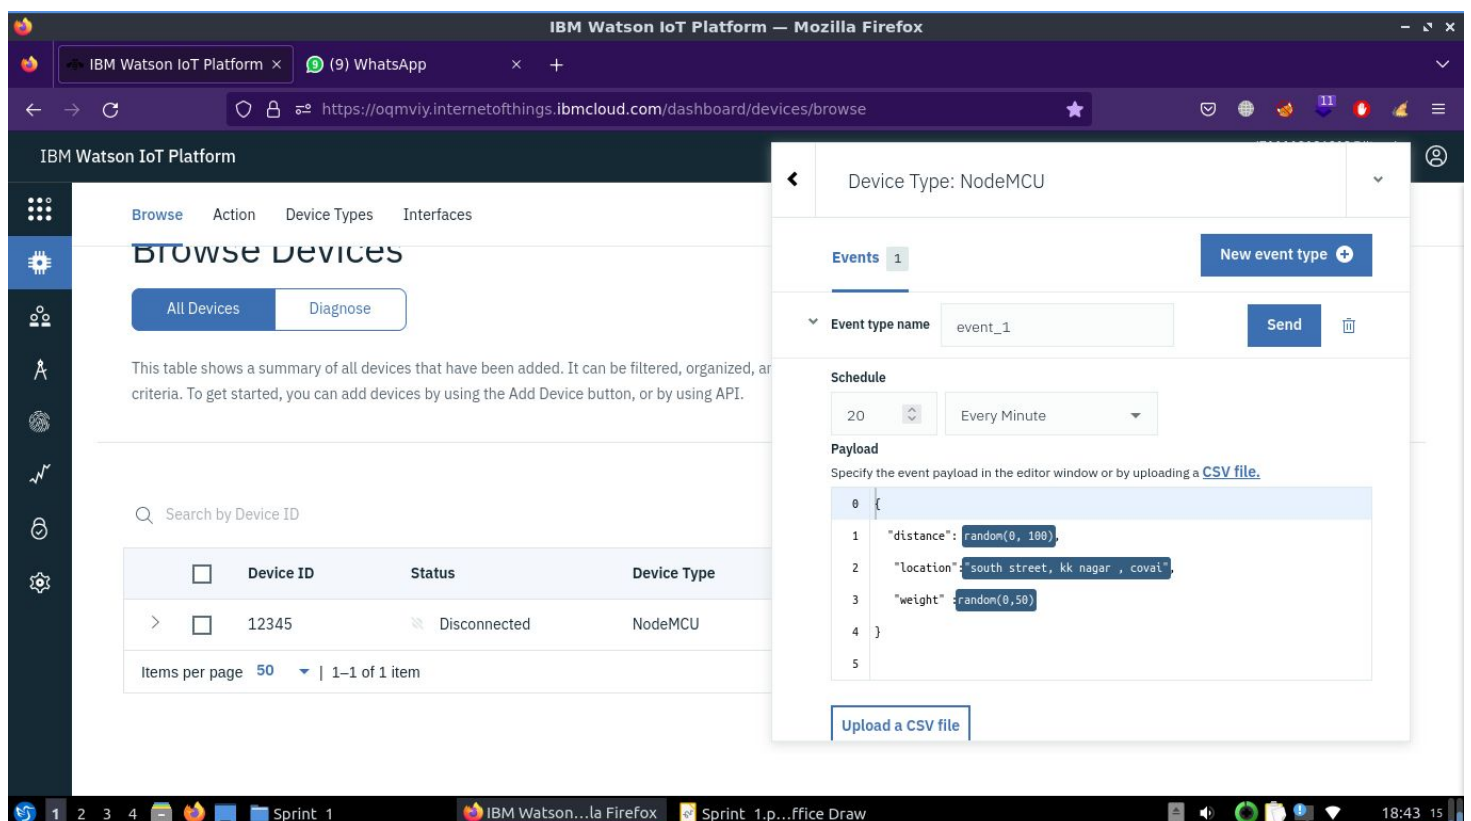 IBM Watson IoT Platform — Mozilla Firefox
IBM Watson IoT Platform
(9) WhatsApp
https://oqmviy.internetofthings.ibmcloud.com/dashboard/devices/browse
11
IBM Watson IoT Platform
Browse Action Device Types Interfaces
Browse Devices
All Devices Diagnose
This table shows a summary of all devices that have been added. It can be filtered, organized,
criteria. To get started, you can add devices by using the Add Device button, or by using API.
Search by Device ID
Device ID Status Device Type
12345 Disconnected NodeMCU
Items per page 50 | 1–1 of 1 item
Device Type: NodeMCU
Events 1
New event type
Event type name event_1 Send
Schedule
20 Every Minute
Payload
Specify the event payload in the editor window or by uploading a CSV file.
0 {
1 "distance": random(0, 100),
2 "location":"south street, kk nagar , covai",
3 "weight" :random(0,50)
4 }
5
Upload a CSV file
1 2 3 4 Sprint 1 IBM Watson...la Firefox Sprint 1.p...ffice Draw 18:43 15